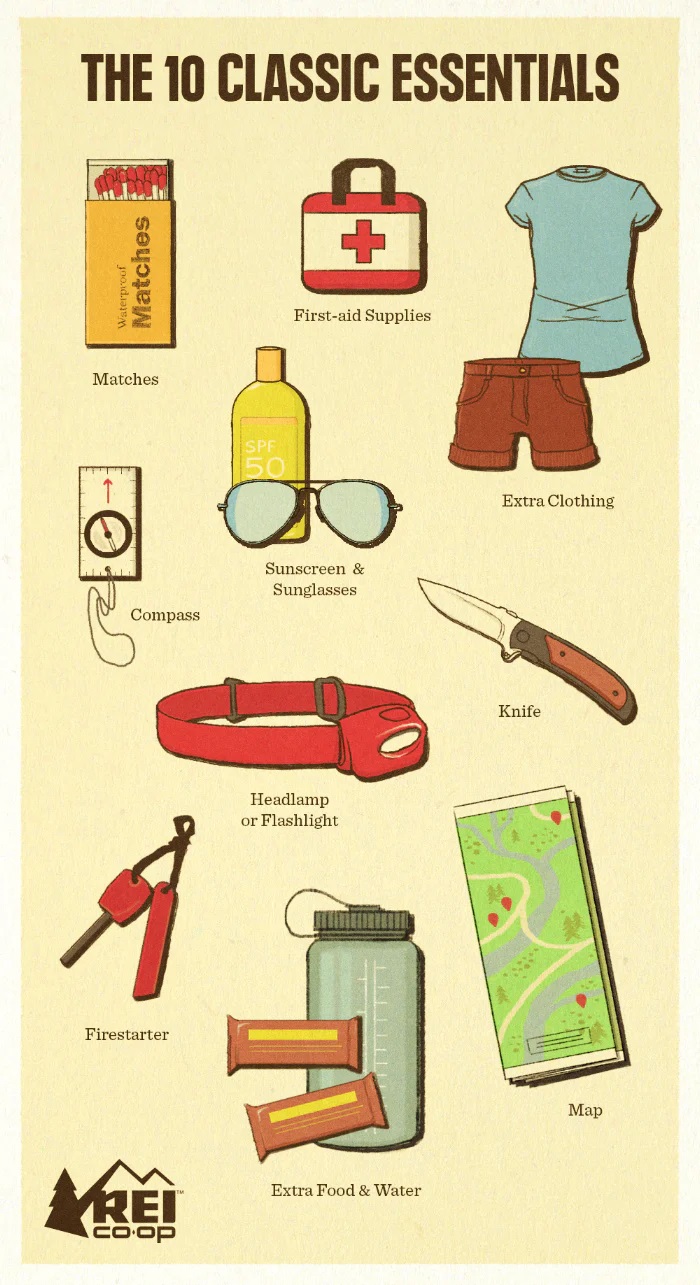 THE 10 CLASSIC ESSENTIALS
Waterproof
Matches
Matches
First-aid Supplies
Extra Clothing
SPF
50
Sunscreen &
Sunglasses
Compass
Knife
Headlamp
or Flashlight
Firestarter
Map
Extra Food & Water
REI™
co·op